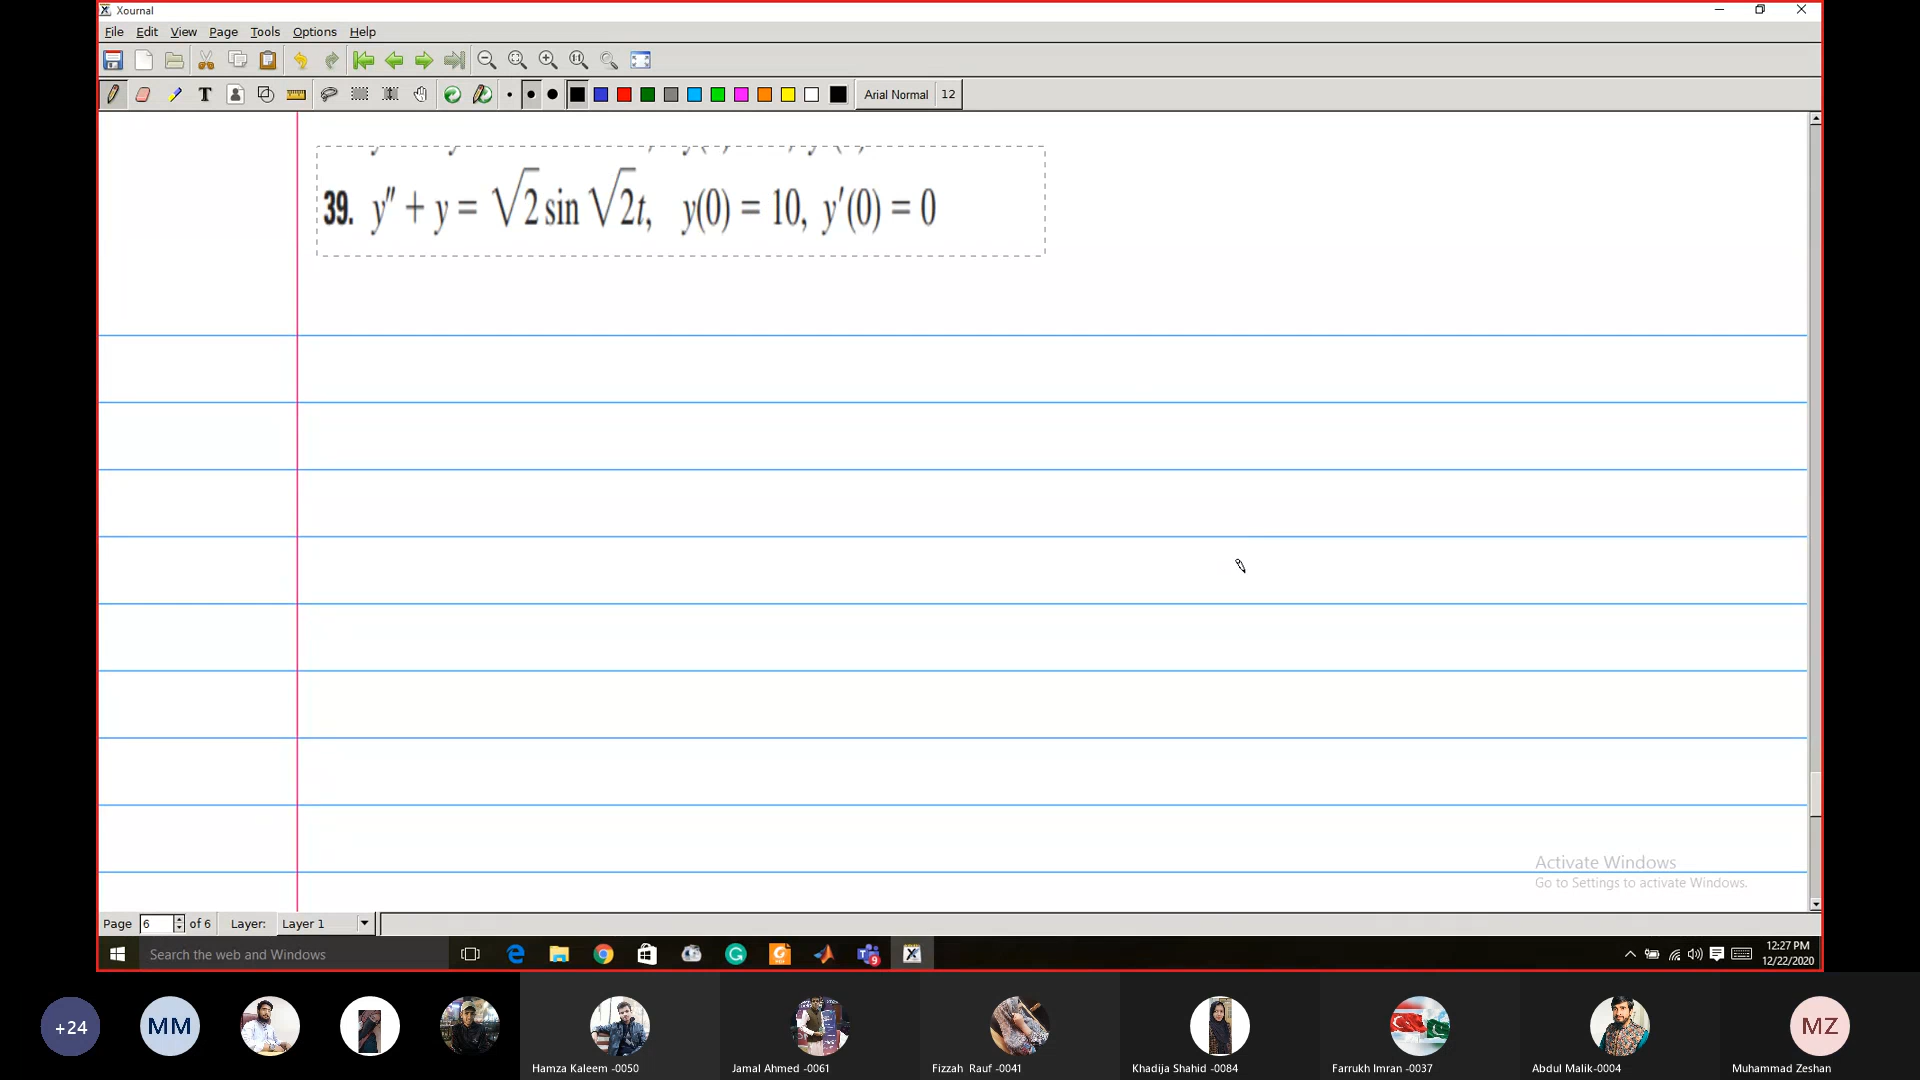 Xournal
File Edit View Page Tools Options Help
T Arial Normal 12
39. y″ + y = √2 sin √2t, y(0) = 10, y′(0) = 0
Activate Windows
Go to Settings to activate Windows.
Page 6 of 6 Layer: Layer 1
Search the web and Windows
12:27 PM
12/22/2020
+24 MM MZ
Hamza Kaleem -0050 Jamal Ahmed -0061 Fizzah Rauf -0041 Khadija Shahid -0084 Farrukh Imran -0037 Abdul Malik-0004 Muhammad Zeshan